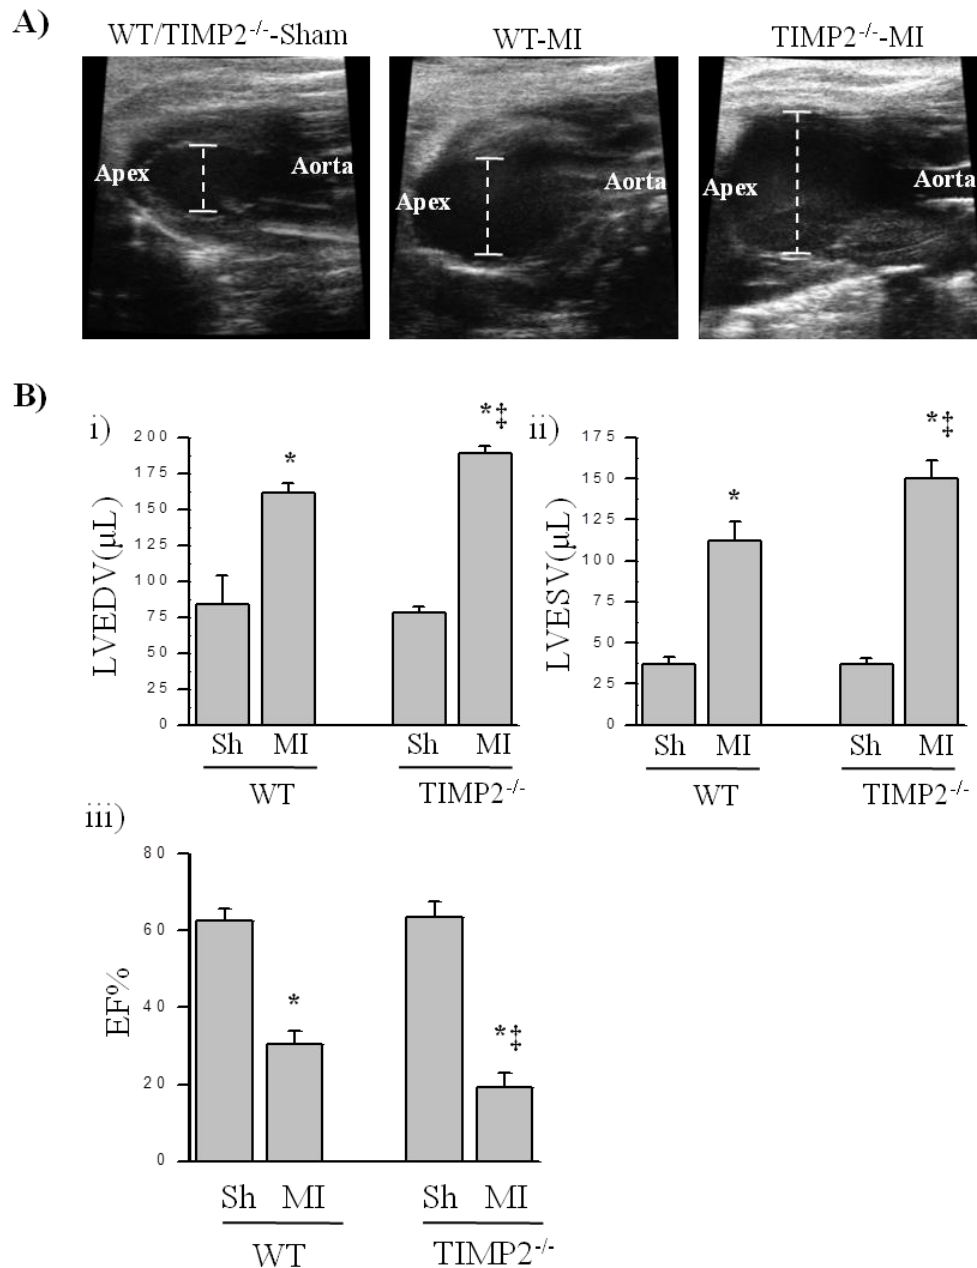 A)
WT/TIMP2-/--Sham
WT-MI
TIMP2-/--MI
Apex
Aorta
Apex
Aorta
Apex
Aorta
B)
i)
LVEDV(μL)
200
175
150
125
100
75
50
25
0
*
*‡
Sh MI
Sh MI
WT
TIMP2-/-
ii)
LVESV(μL)
175
150
125
100
75
50
25
0
*
*‡
Sh MI
Sh MI
WT
TIMP2-/-
iii)
EF%
80
60
40
20
0
*
*‡
Sh MI
Sh MI
WT
TIMP2-/-